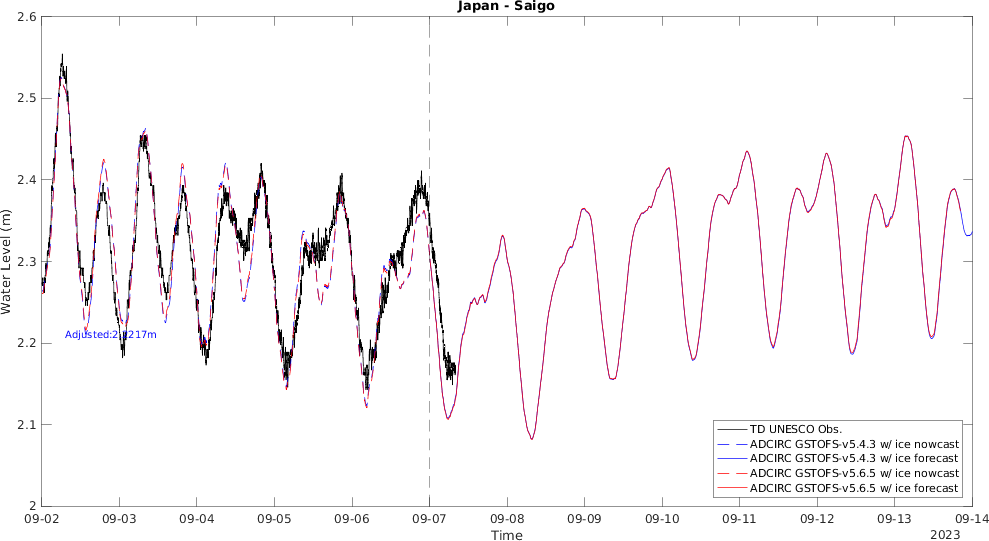 Japan - Saigo
Water Level (m)
2.6
2.5
2.4
2.3
2.2
2.1
2
Adjusted:2. 217m
TD UNESCO Obs.
ADCIRC GSTOFS-v5.4.3 w/ ice nowcast
ADCIRC GSTOFS-v5.4.3 w/ ice forecast
ADCIRC GSTOFS-v5.6.5 w/ ice nowcast
ADCIRC GSTOFS-v5.6.5 w/ ice forecast
09-02 09-03 09-04 09-05 09-06 09-07 09-08 09-09 09-10 09-11 09-12 09-13 09-14
Time
2023